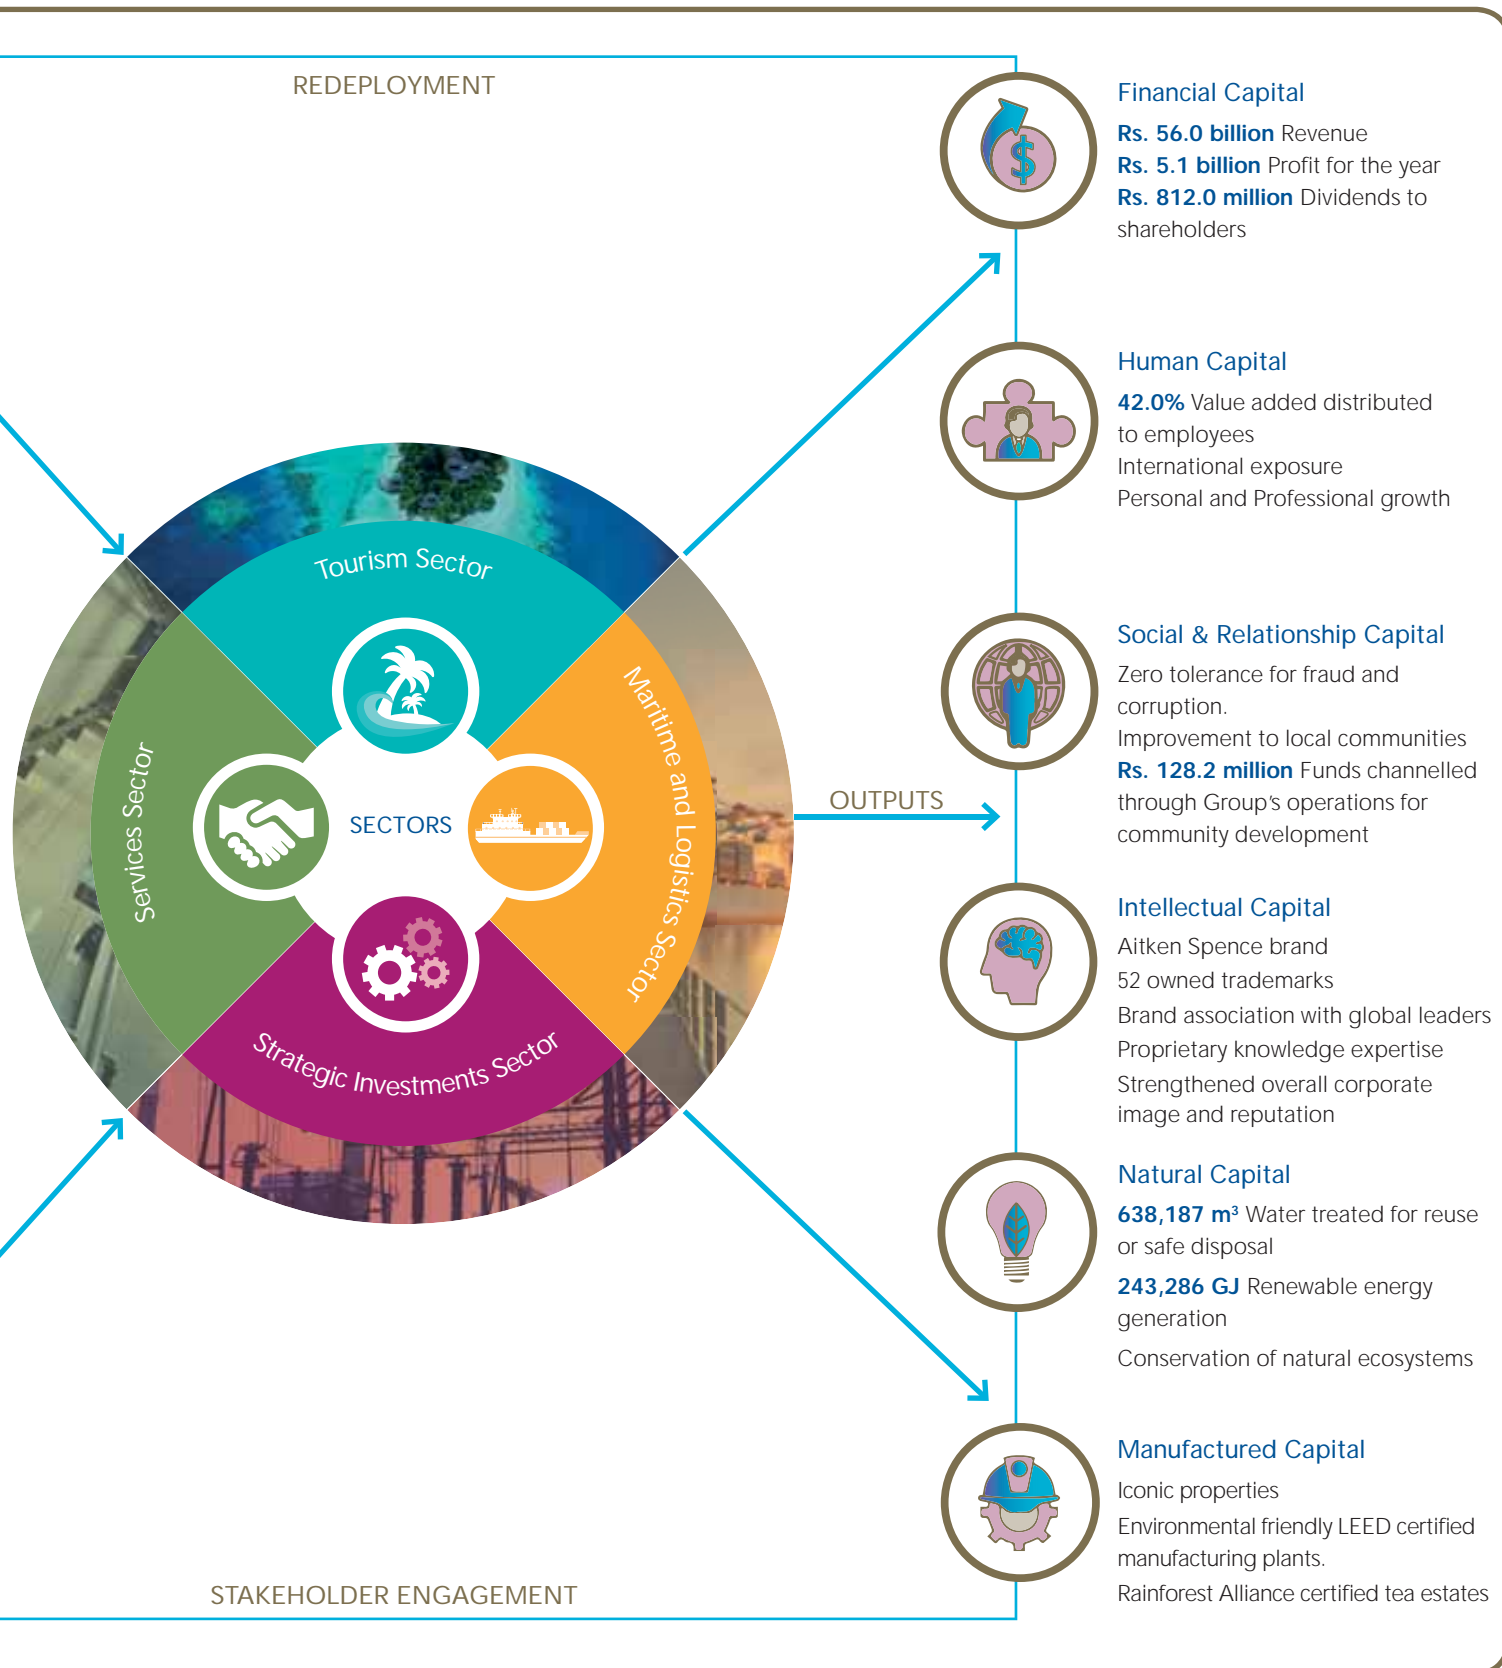 REDEPLOYMENT
Financial Capital
Rs. 56.0 billion Revenue
Rs. 5.1 billion Profit for the year
Rs. 812.0 million Dividends to
shareholders
Human Capital
42.0% Value added distributed
to employees
International exposure
Personal and Professional growth
Tourism Sector
Maritime and Logistics Sector
Services Sector
Strategic Investments Sector
SECTORS
OUTPUTS
Social & Relationship Capital
Zero tolerance for fraud and
corruption.
Improvement to local communities
Rs. 128.2 million Funds channelled
through Group's operations for
community development
Intellectual Capital
Aitken Spence brand
52 owned trademarks
Brand association with global leaders
Proprietary knowledge expertise
Strengthened overall corporate
image and reputation
Natural Capital
638,187 m³ Water treated for reuse
or safe disposal
243,286 GJ Renewable energy
generation
Conservation of natural ecosystems
Manufactured Capital
Iconic properties
Environmental friendly LEED certified
manufacturing plants.
Rainforest Alliance certified tea estates
STAKEHOLDER ENGAGEMENT